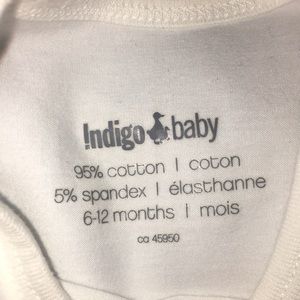 Indigo baby
95% cotton | coton
5% spandex | élasthanne
6-12 months | mois
ca 45950